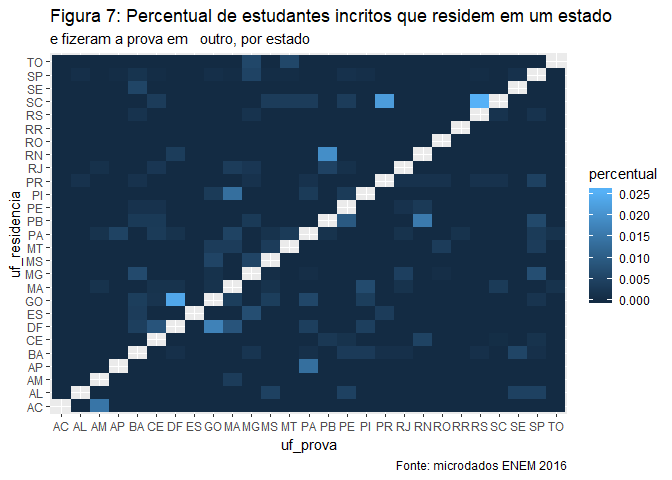 Figura 7: Percentual de estudantes incritos que residem em um estado
e fizeram a prova em   outro, por estado
uf_residencia
TO
SP
SE
SC
RS
RR
RO
RN
RJ
PR
PI
PE
PB
PA
MT
MS
MG
MA
GO
ES
DF
CE
BA
AP
AM
AL
AC
AC AL AM AP BA CE DF ES GO MA MG MS MT PA PB PE PI PR RJ RN RO RR RS SC SE SP TO
uf_prova
percentual
0.025
0.020
0.015
0.010
0.005
0.000
Fonte: microdados ENEM 2016